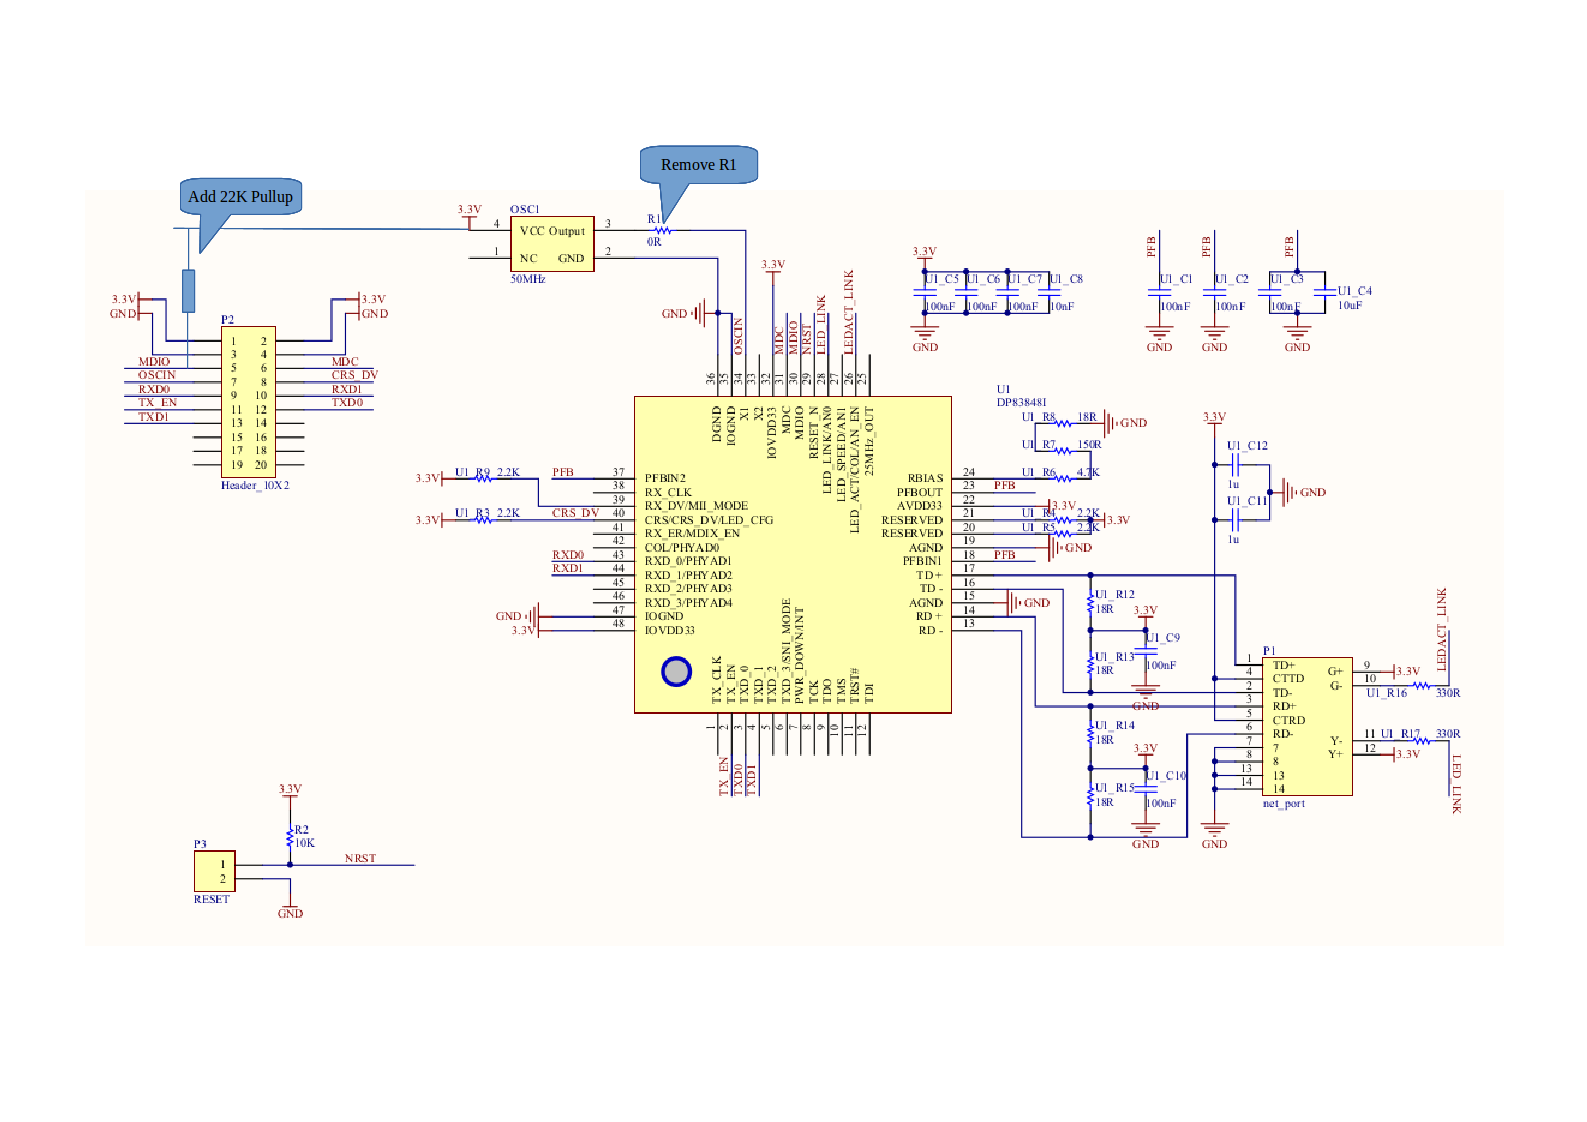 Remove R1
Add 22K Pullup
3.3V
OSC1
4
VCC
Output
3
1
NC
GND
2
50MHz
R1
0R
3.3V
GND
3.3V
GND
P2
1 2
3 4
5 6
7 8
9 10
11 12
13 14
15 16
17 18
19 20
MDIO
OSCIN
RXD0
TX_EN
TXD1
MDC
CRS_DV
RXD1
TXD0
Header_10X2
GND
3.3V
OSCIN
MDC
MDIO
NRST
LED_LINK
LEDACT_LINK
36
35
34
33
32
31
30
29
28
27
26
25
DGND
IOGND
X1
X2
IOVDD33
MDC
MDIO
RESET_N
LED_LINK/AN0
LED_SPEED/AN1
LED_ACT/COL/AN_EN
25MHz_OUT
3.3V
U1_C5
100nF
U1_C6
100nF
U1_C7
100nF
U1_C8
10nF
GND
PFB
U1_C1
100nF
GND
PFB
U1_C2
100nF
GND
PFB
U1_C3
100nF
U1_C4
10uF
GND
U1
DP83848I
3.3V
U1_R9 2.2K
3.3V
U1_R3 2.2K
PFB
CRS_DV
RXD0
RXD1
GND
3.3V
37 PFBIN2
38 RX_CLK
39 RX_DV/MII_MODE
40 CRS/CRS_DV/LED_CFG
41 RX_ER/MDIX_EN
42 COL/PHYAD0
43 RXD_0/PHYAD1
44 RXD_1/PHYAD2
45 RXD_2/PHYAD3
46 RXD_3/PHYAD4
47 IOGND
48 IOVDD33
RBIAS 24
PFBOUT 23
AVDD33 22
RESERVED 21
RESERVED 20
AGND 19
PFBIN1 18
TD+ 17
TD - 16
AGND 15
RD + 14
RD - 13
U1_R8 18R
GND
U1_R7 150R
U1_R6 4.7K
PFB
3.3V
U1_R4 2.2K
3.3V
U1_R5 2.2K
GND
PFB
GND
TX_CLK
TX_EN
TXD_0
TXD_1
TXD_2
TXD_3/SNI_MODE
PWR_DOWN/INT
TCK
TDO
TMS
TRST#
TDI
1
2
3
4
5
6
7
8
9
10
11
12
TX_EN
TXD0
TXD1
U1_R12
18R
3.3V
U1_C9
100nF
U1_R13
18R
GND
U1_R14
18R
3.3V
U1_C10
100nF
U1_R15
18R
GND
3.3V
U1_C12
1u
GND
U1_C11
1u
P1
1 TD+
4 CTTD
2 TD-
3 RD+
5 CTRD
6 RD-
7 7
8 8
13 13
14 14
G+ 9
3.3V
G- 10
U1_R16 330R
Y- 11
U1_R17 330R
Y+ 12
3.3V
LEDACT_LINK
LED_LINK
net_port
GND
3.3V
R2
10K
P3
1
2
NRST
RESET
GND